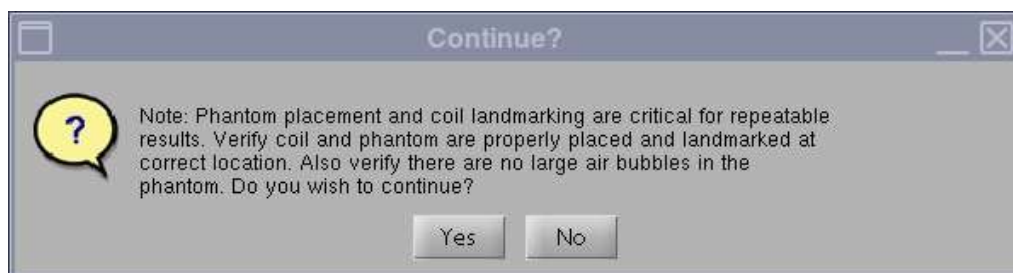 Continue?
Note: Phantom placement and coil landmarking are critical for repeatable
results. Verify coil and phantom are properly placed and landmarked at
correct location. Also verify there are no large air bubbles in the
phantom. Do you wish to continue?
?
Yes No